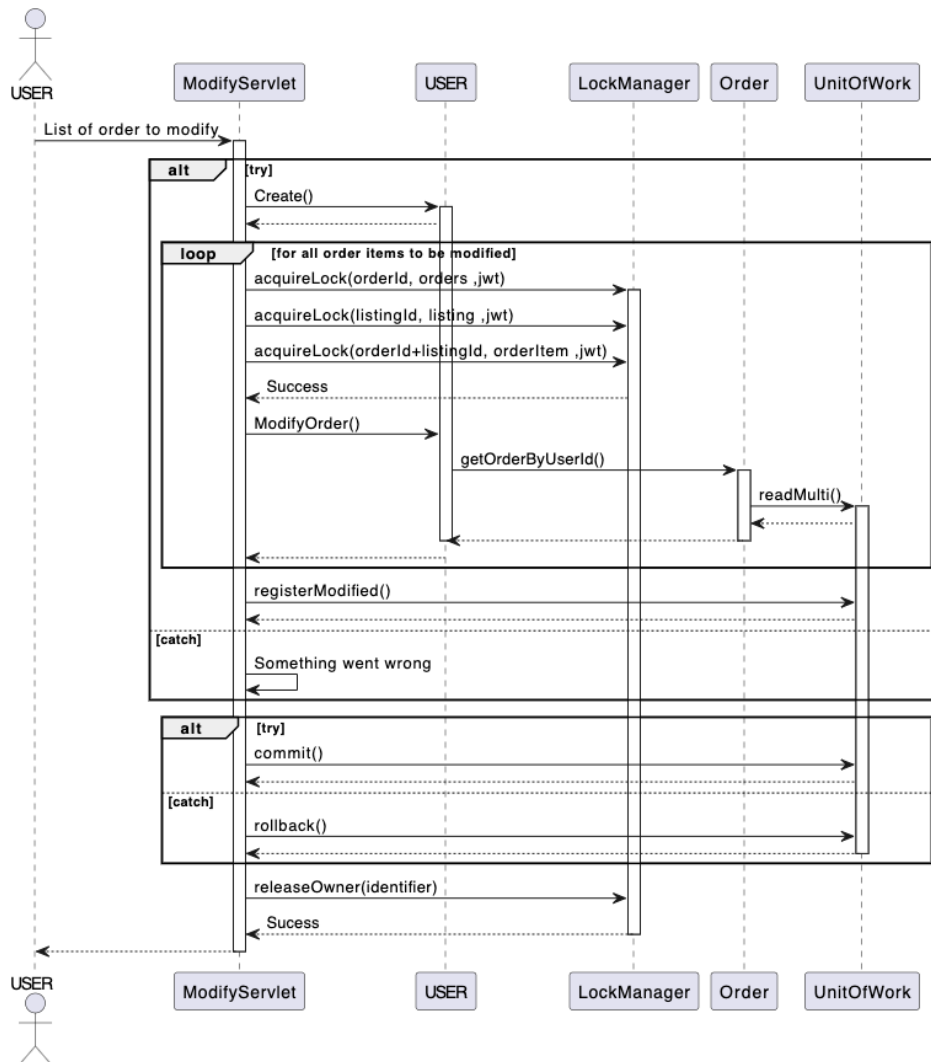 USER
ModifyServlet
USER
LockManager
Order
UnitOfWork
List of order to modify
alt
[try]
Create()
loop
[for all order items to be modified]
acquireLock(orderId, orders ,jwt)
acquireLock(listingId, listing ,jwt)
acquireLock(orderId+listingId, orderItem ,jwt)
Success
ModifyOrder()
getOrderByUserId()
readMulti()
registerModified()
[catch]
Something went wrong
alt
[try]
commit()
[catch]
rollback()
releaseOwner(identifier)
Sucess
USER
ModifyServlet
USER
LockManager
Order
UnitOfWork